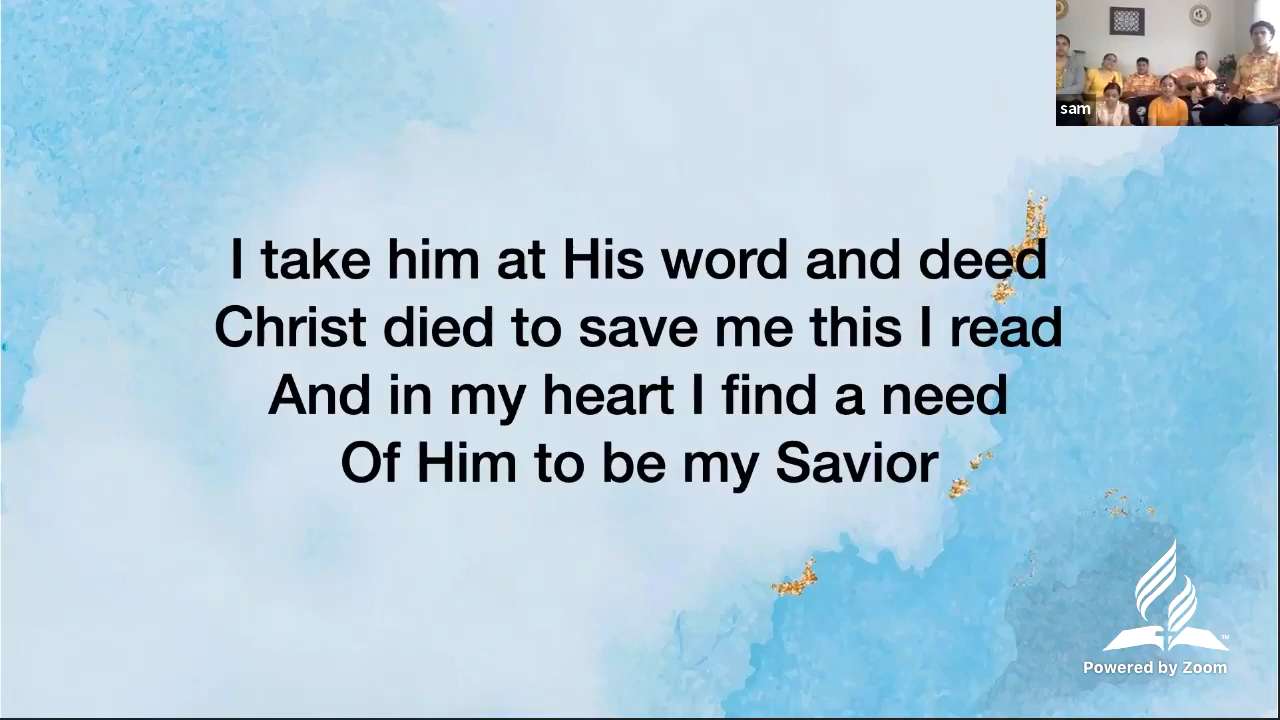 sam
I take him at His word and deed
Christ died to save me this I read
And in my heart I find a need
Of Him to be my Savior
TM
Powered by Zoom